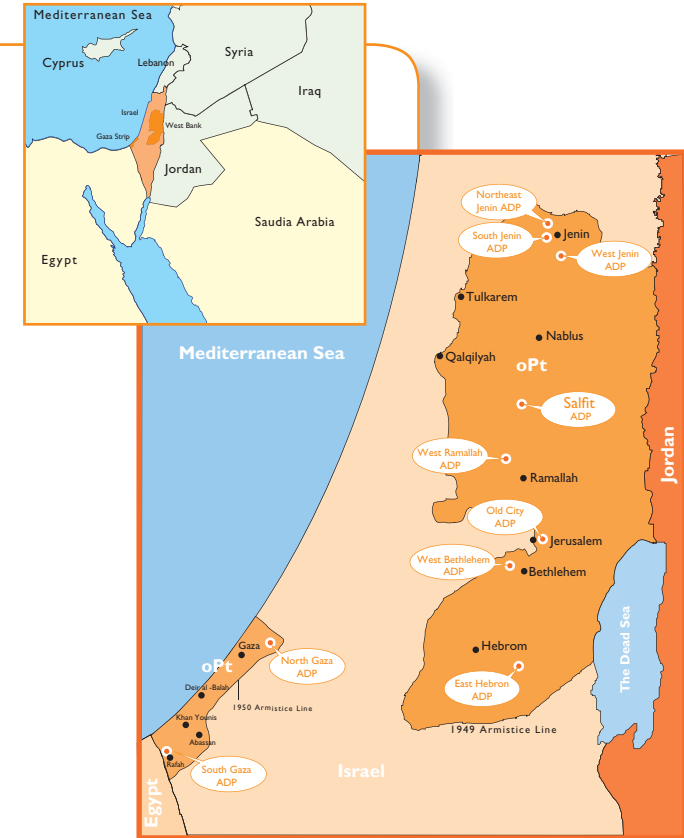 Mediterranean Sea
Cyprus
Lebanon
Syria
Iraq
Israel
West Bank
Gaza Strip
Jordan
Saudia Arabia
Egypt
Northeast
Jenin ADP
South Jenin
ADP
Jenin
West Jenin
ADP
Tulkarem
Nablus
Mediterranean Sea
Qalqilyah
oPt
Salfit
ADP
Jordan
West Ramallah
ADP
Ramallah
Old City
ADP
Jerusalem
West Bethlehem
ADP
Bethlehem
The Dead Sea
Gaza
Hebrom
oPt
North Gaza
ADP
East Hebron
ADP
Deir al -Balah
1950 Armistice Line
Khan Younis
1949 Armistice Line
Abassan
Rafah
South Gaza
ADP
Israel
Egypt